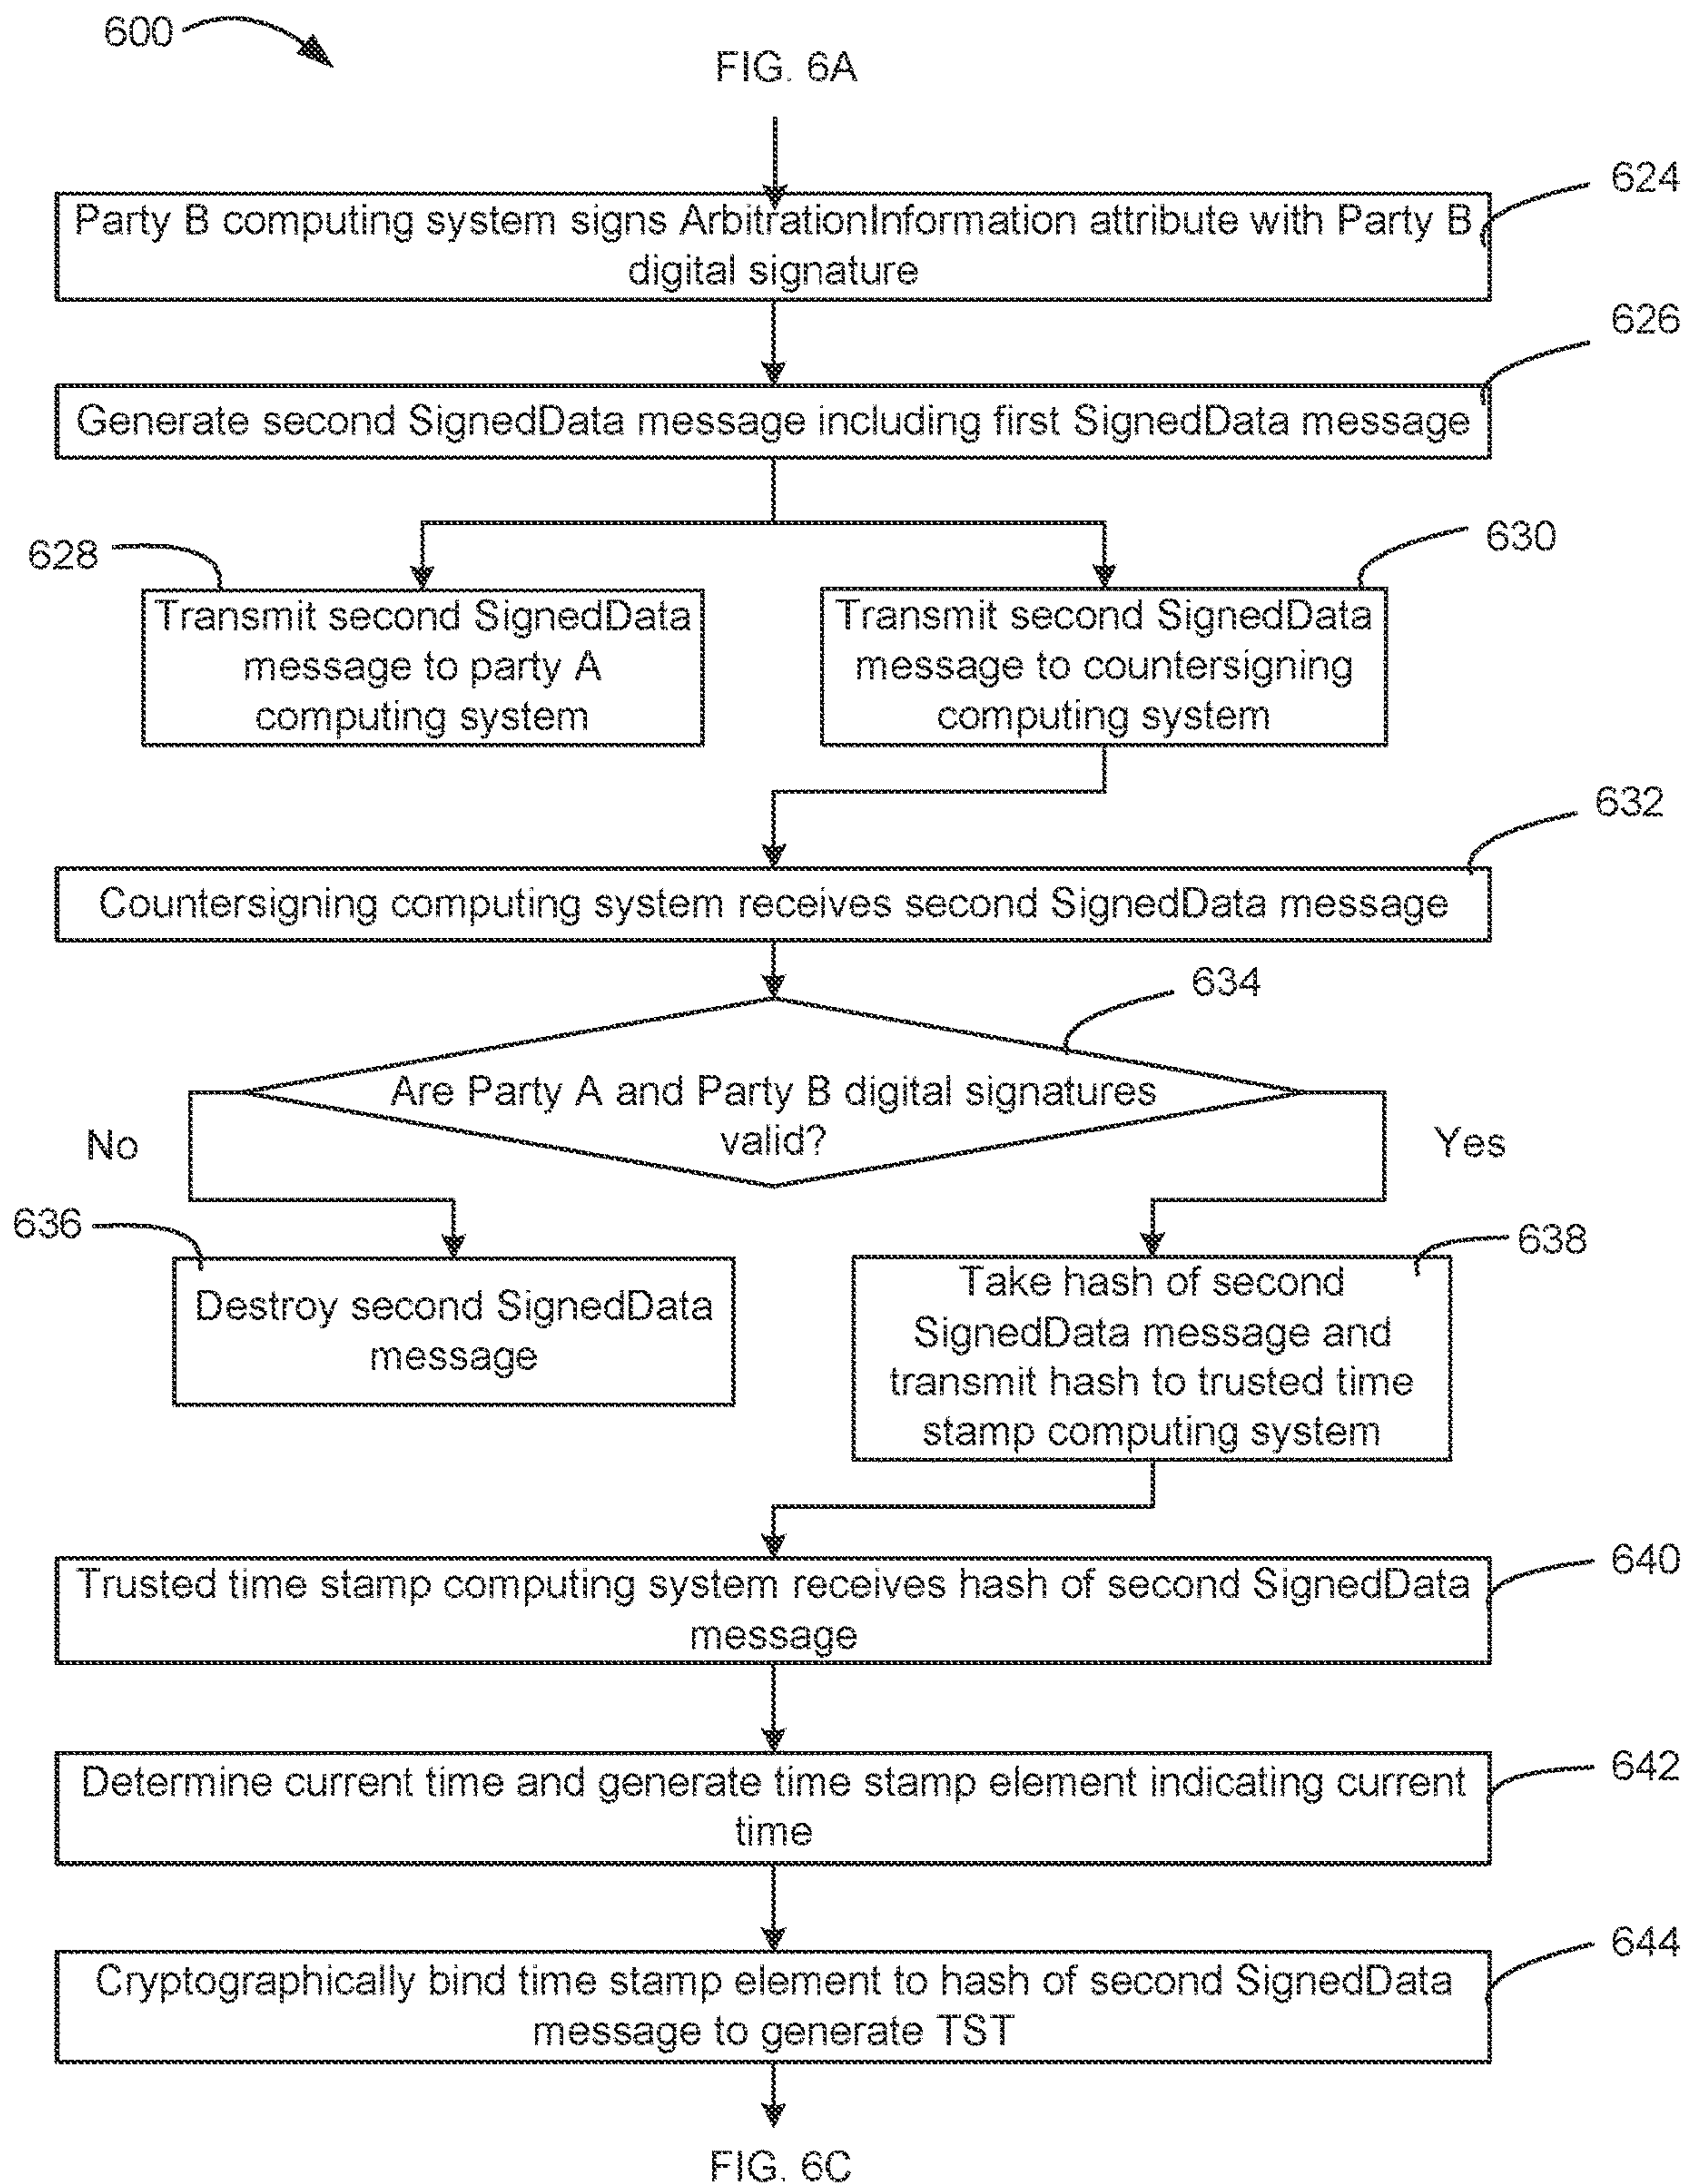 600
FIG. 6A
624
Party B computing system signs ArbitrationInformation attribute with Party B
digital signature
626
Generate second SignedData message including first SignedData message
628
Transmit second SignedData
message to party A
computing system
630
Transmit second SignedData
message to countersigning
computing system
632
Countersigning computing system receives second SignedData message
634
Are Party A and Party B digital signatures
valid?
No
Yes
636
Destroy second SignedData
message
638
Take hash of second
SignedData message and
transmit hash to trusted time
stamp computing system
640
Trusted time stamp computing system receives hash of second SignedData
message
642
Determine current time and generate time stamp element indicating current
time
644
Cryptographically bind time stamp element to hash of second SignedData
message to generate TST
FIG. 6C